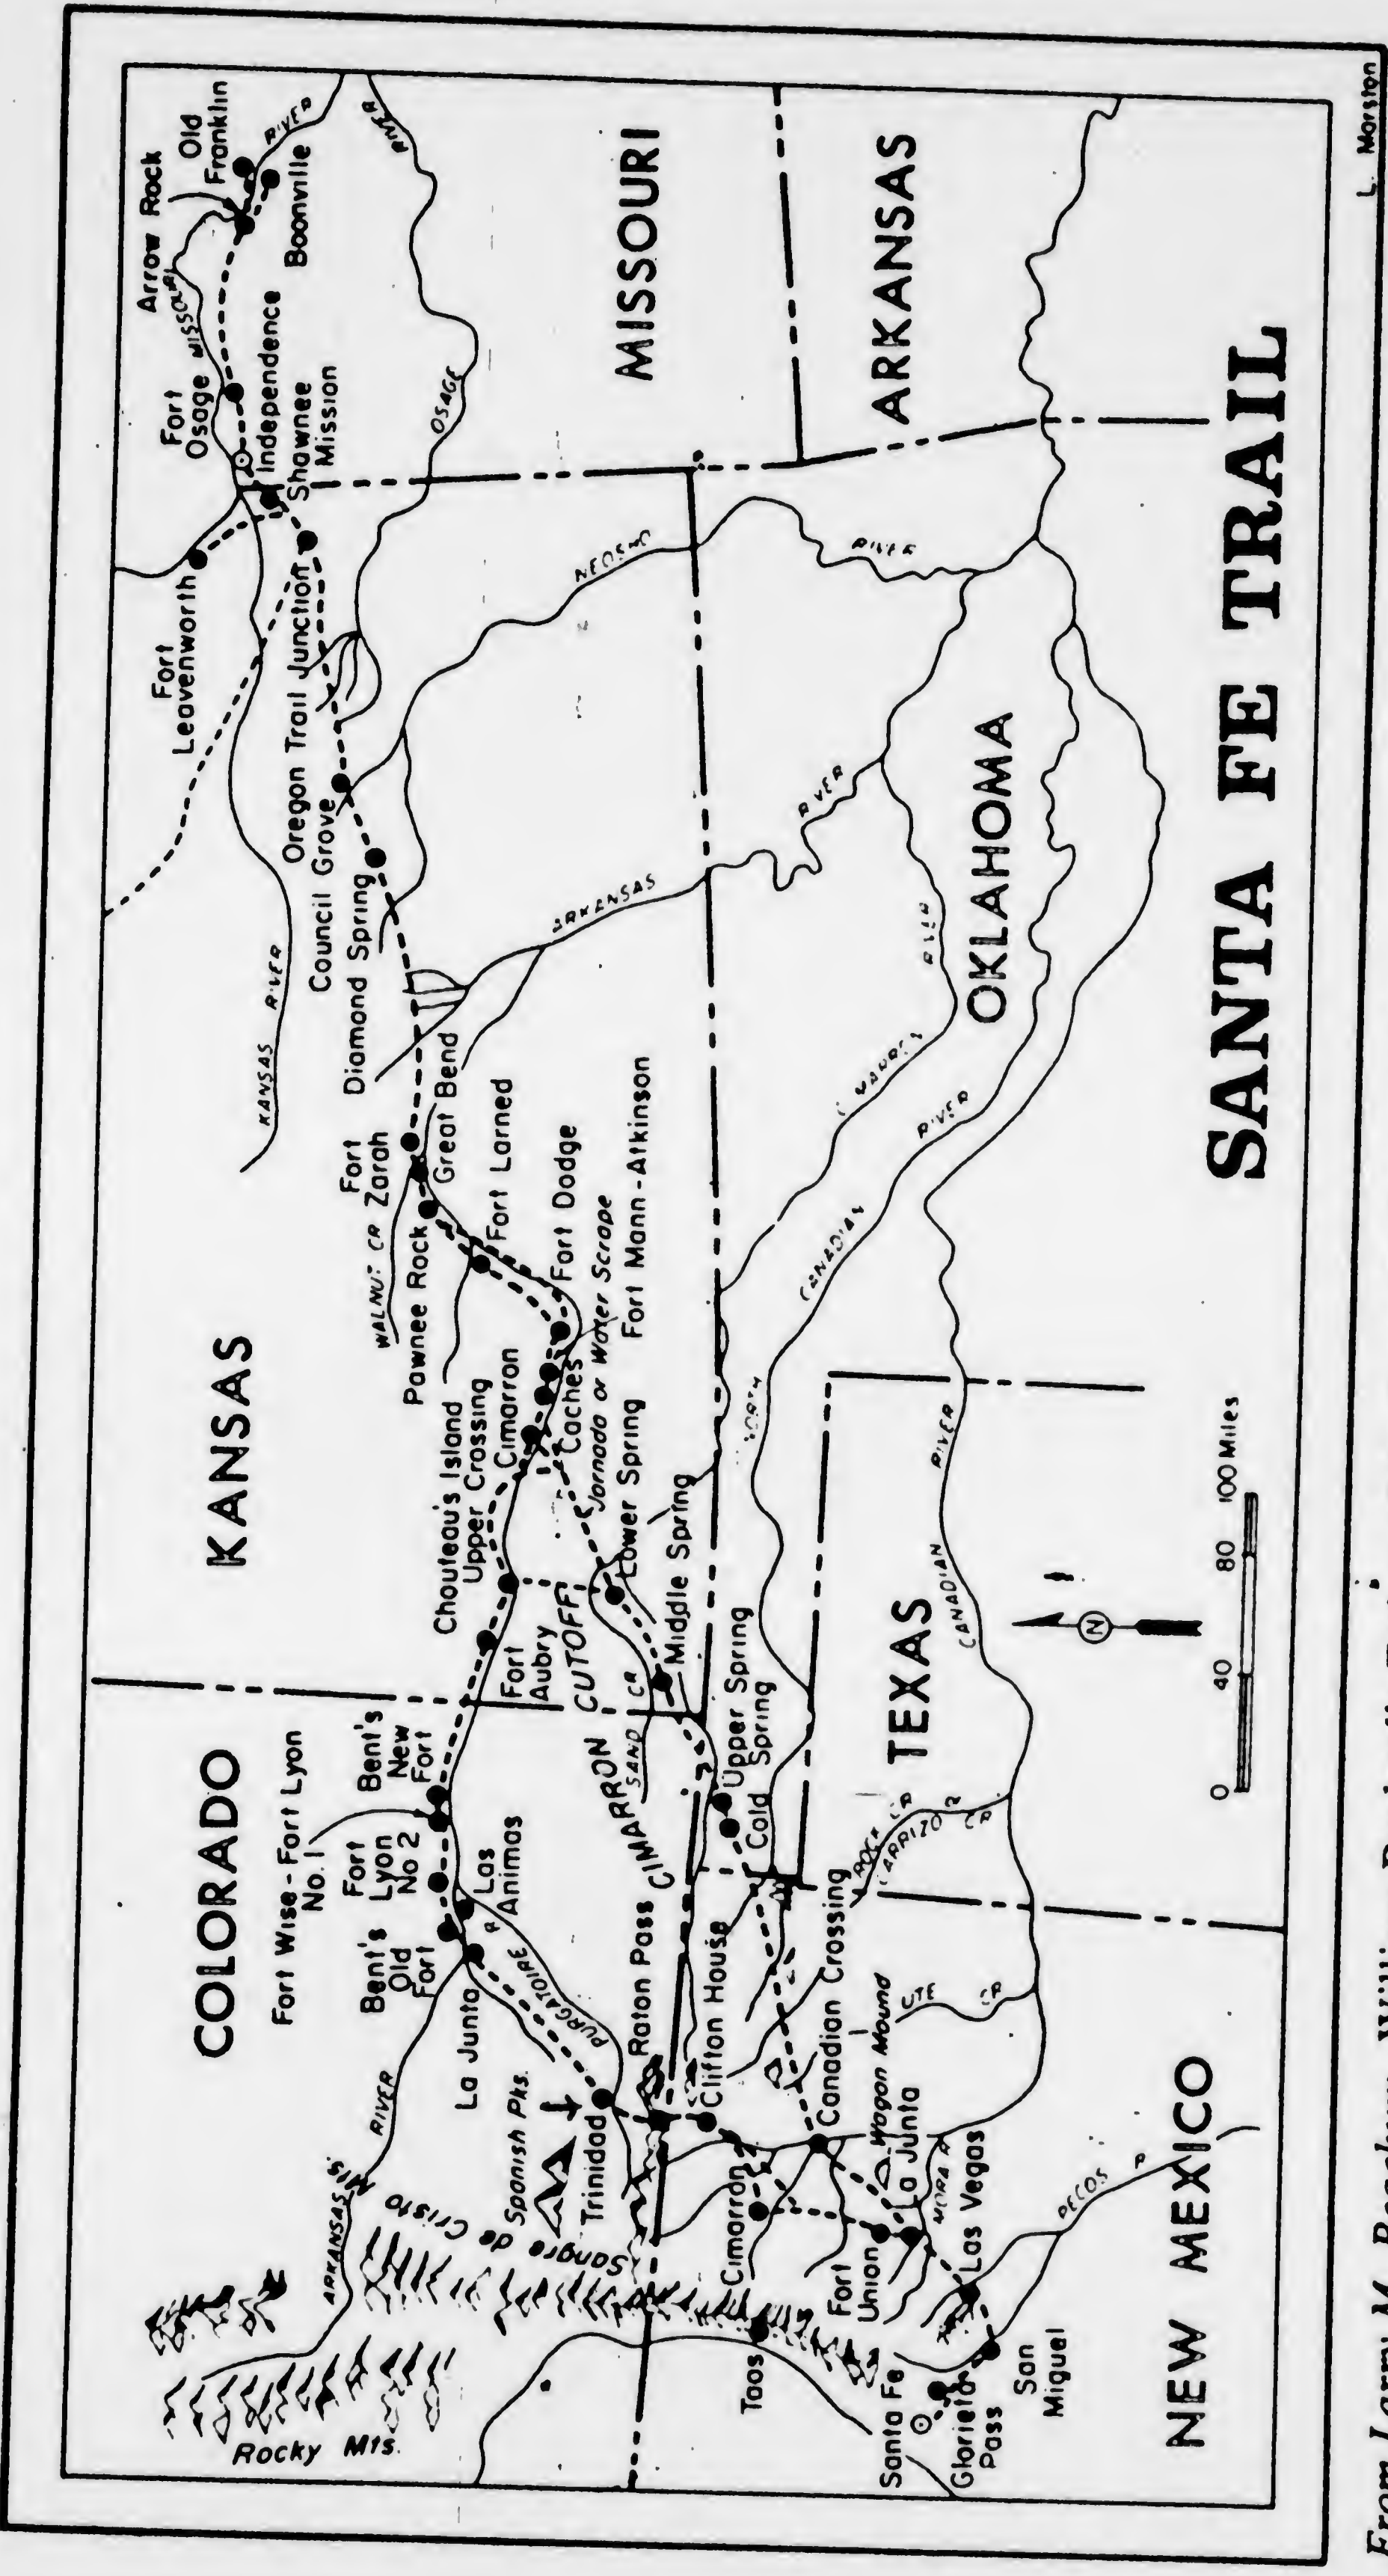 SANTA FE TRAIL
COLORADO
KANSAS
MISSOURI
ARKANSAS
OKLAHOMA
TEXAS
NEW MEXICO
Rocky Mts.
ARKANSAS
RIVER
Mts.
Sangre de Cristo
Spanish Pks.
Trinidad
La Junta
PURGATOIRE R
Bent's
Old
Fort
Fort
Lyon
No 2
Fort Wise-Fort Lyon
No. 1
Bent's
New
Fort
Las
Animas
Raton Pass
Clifton House
CIMARRON
CUTOFF
CIMARRON
SAND CR
Fort
Aubry
Chouteau's Island
Upper Crossing
Cimarron
Caches
Jornada or Water Scrape
Lower Spring
Fort Mann-Atkinson
Middle Spring
Upper Spring
Cold
Spring
Fort Dodge
Fort Larned
Pawnee Rock
WALNUT CR
Fort
Zarah
Great Bend
Diamond Spring
Council Grove
Oregon Trail Junction
KANSAS RIVER
Fort
Leavenworth
Shawnee
Mission
Independence
Fort
Osage
MISSOURI
Arrow Rock
Old
Franklin
Boonville
RIVER
OSAGE
RIVER
NEOSHO
RIVER
ARKANSAS
RIVER
RIVER
NORTH
CANADIAN
RIVER
CANADIAN
RIVER
ROCK CR
CARRIZO
CR
UTE
CR
Canadian Crossing
Wagon Mound
La Junta
MORA R
Las Vegas
PECOS R
Cimarron
Fort
Union
Taos
Santa Fe
Glorieta
Pass
San
Miguel
N
0 40 80 100 Miles
L. Marston